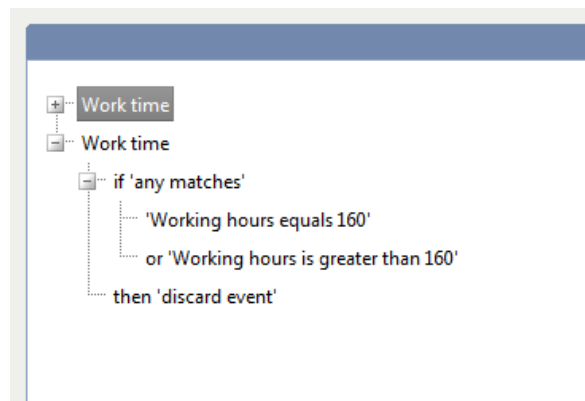 Work time
Work time
if 'any matches'
'Working hours equals 160'
or 'Working hours is greater than 160'
then 'discard event'